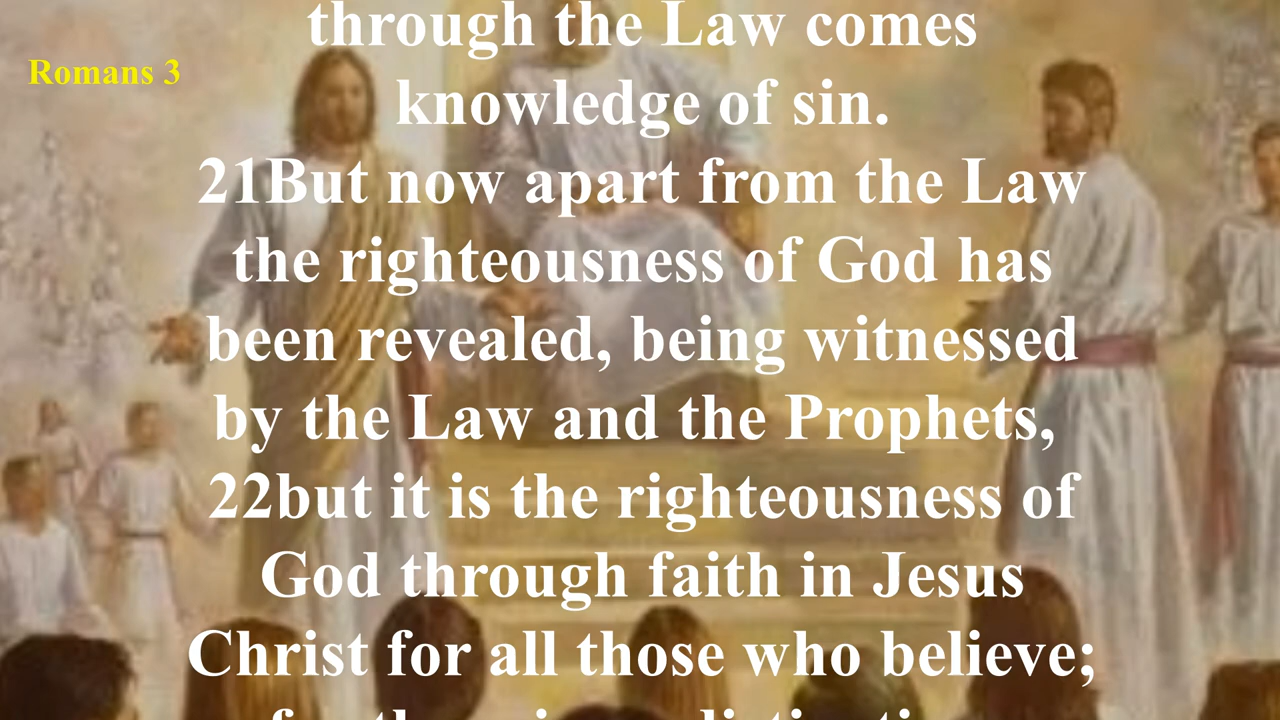 through the Law comes
Romans 3
knowledge of sin.
21But now apart from the Law
the righteousness of God has
been revealed, being witnessed
by the Law and the Prophets,
22but it is the righteousness of
God through faith in Jesus
Christ for all those who believe;